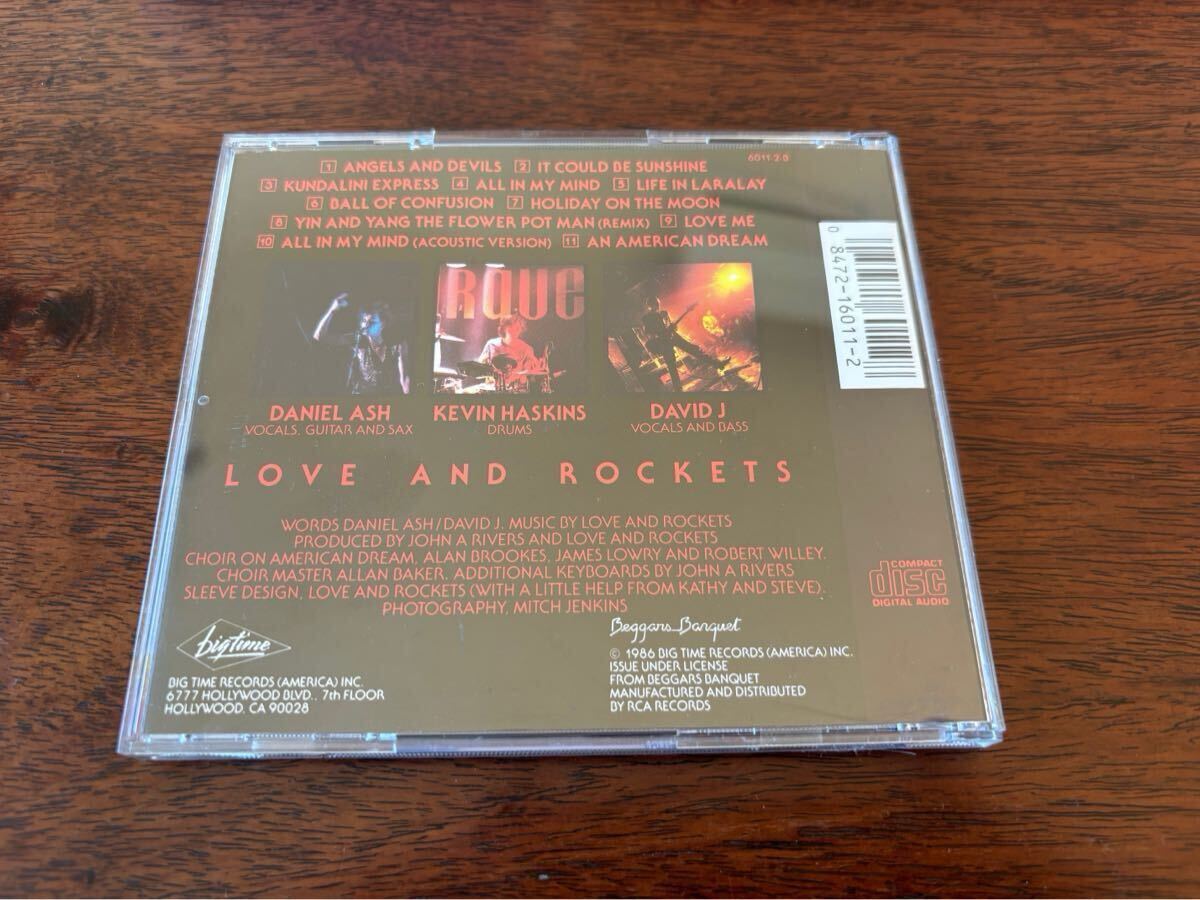 6011-2-B
1 ANGELS AND DEVILS 2 IT COULD BE SUNSHINE
3 KUNDALINI EXPRESS 4 ALL IN MY MIND 5 LIFE IN LARALAY
6 BALL OF CONFUSION 7 HOLIDAY ON THE MOON
8 YIN AND YANG THE FLOWER POT MAN (REMIX) 9 LOVE ME
10 ALL IN MY MIND (ACOUSTIC VERSION) 11 AN AMERICAN DREAM
0 8472-16011-2
RAVE
DANIEL ASH
VOCALS, GUITAR AND SAX
KEVIN HASKINS
DRUMS
DAVID J
VOCALS AND BASS
LOVE AND ROCKETS
WORDS DANIEL ASH/DAVID J. MUSIC BY LOVE AND ROCKETS
PRODUCED BY JOHN A RIVERS AND LOVE AND ROCKETS
CHOIR ON AMERICAN DREAM, ALAN BROOKES, JAMES LOWRY AND ROBERT WILLEY.
CHOIR MASTER ALLAN BAKER. ADDITIONAL KEYBOARDS BY JOHN A RIVERS
SLEEVE DESIGN, LOVE AND ROCKETS (WITH A LITTLE HELP FROM KATHY AND STEVE).
PHOTOGRAPHY, MITCH JENKINS
COMPACT
disc
DIGITAL AUDIO
bigtime
BIG TIME RECORDS (AMERICA) INC.
6777 HOLLYWOOD BLVD., 7th FLOOR
HOLLYWOOD, CA 90028
Beggars Banquet
© 1986 BIG TIME RECORDS (AMERICA) INC.
ISSUE UNDER LICENSE
FROM BEGGARS BANQUET
MANUFACTURED AND DISTRIBUTED
BY RCA RECORDS